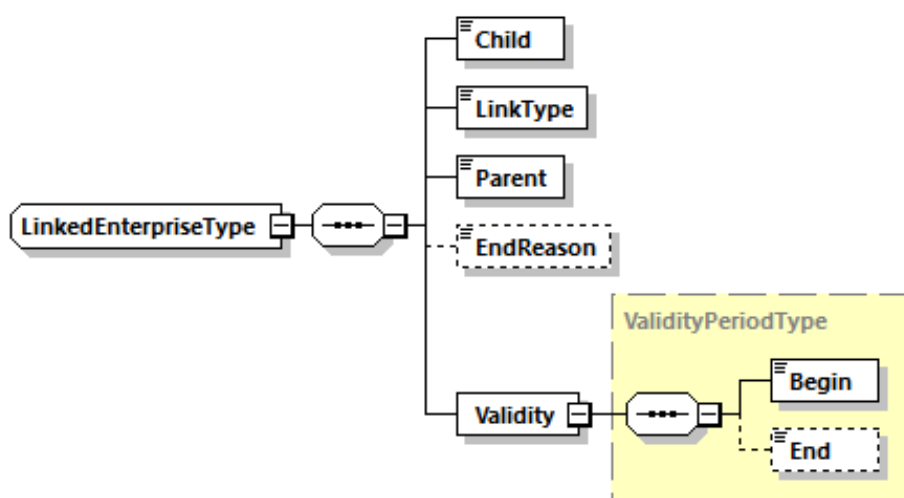 Child
LinkType
Parent
LinkedEnterpriseType
EndReason
ValidityPeriodType
Begin
Validity
End